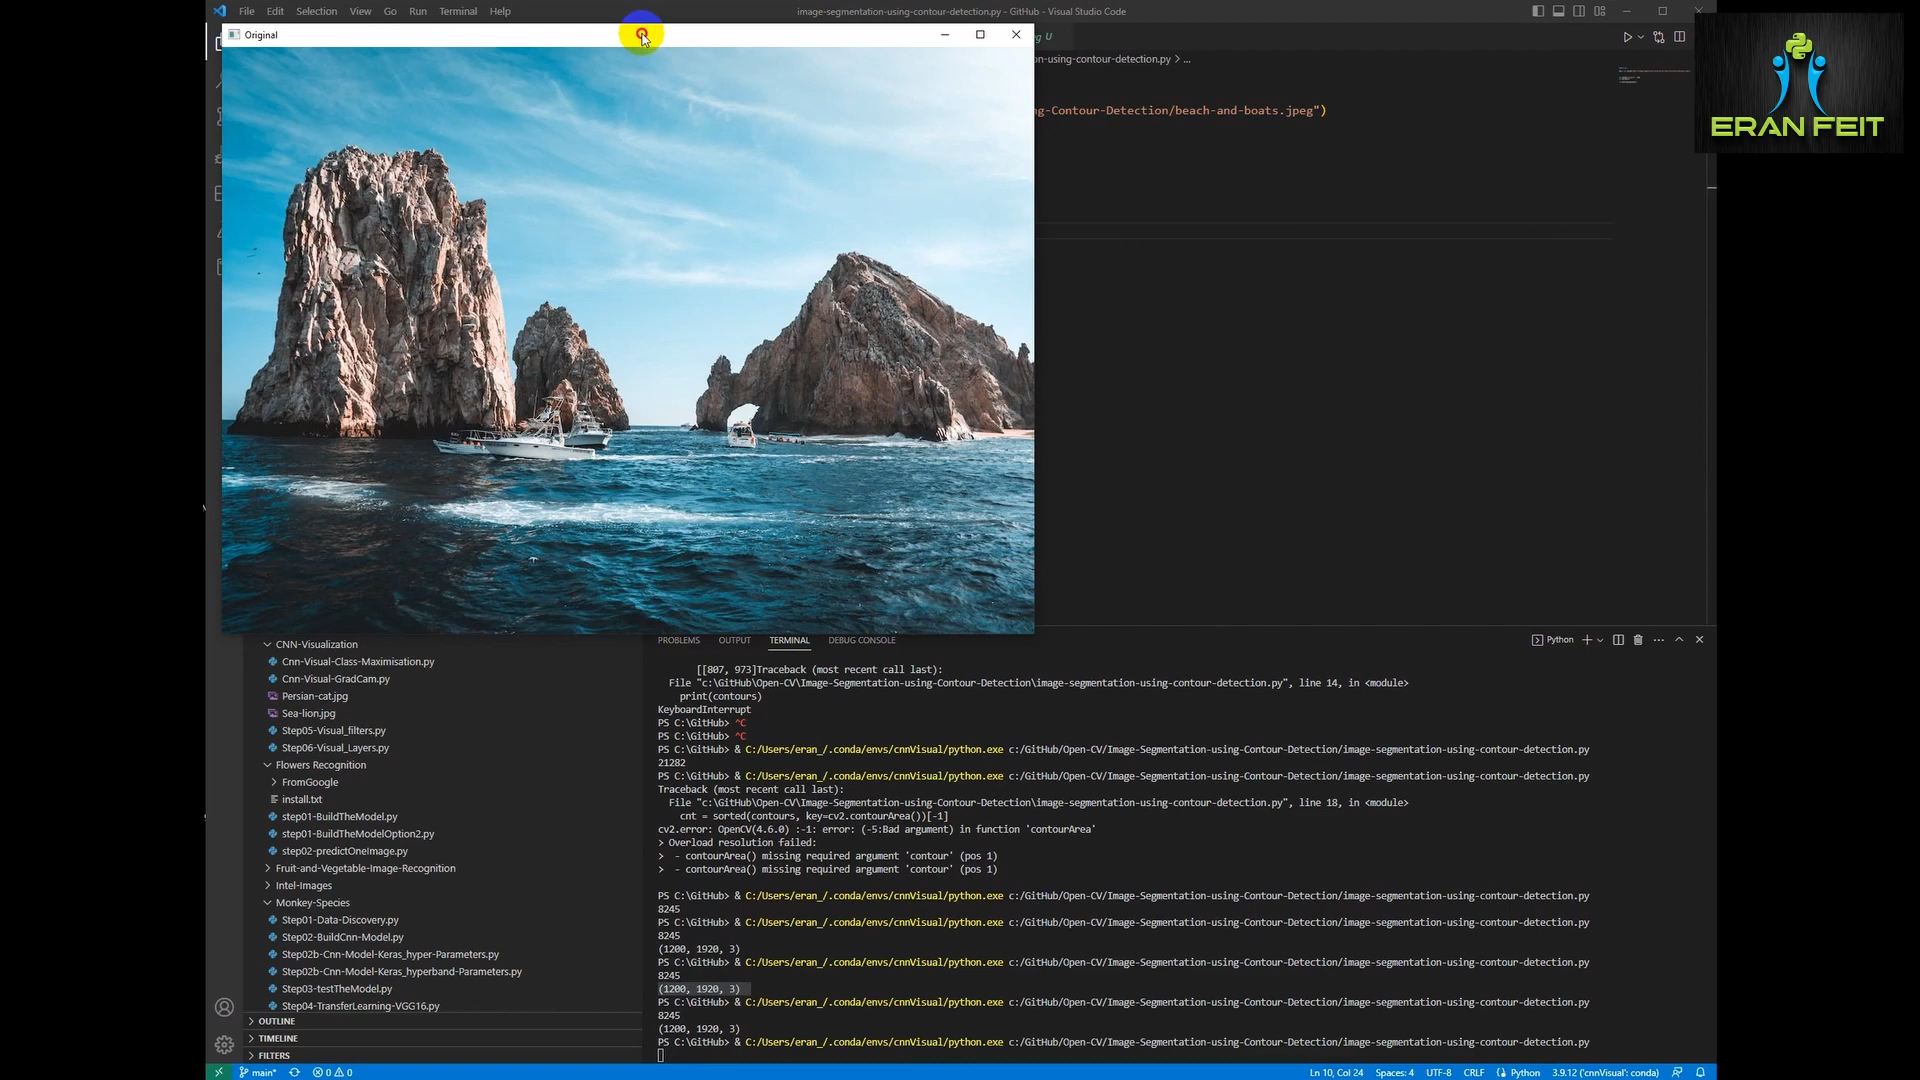 File Edit Selection View Go Run Terminal Help
image-segmentation-using-contour-detection.py - GitHub - Visual Studio Code
Original
eg U
on-using-contour-detection.py > ...
ng-Contour-Detection/beach-and-boats.jpeg")
ERAN FEIT
CNN-Visualization
Cnn-Visual-Class-Maximisation.py
Cnn-Visual-GradCam.py
Persian-cat.jpg
Sea-lion.jpg
Step05-Visual_filters.py
Step06-Visual_Layers.py
Flowers Recognition
FromGoogle
install.txt
step01-BuildTheModel.py
step01-BuildTheModelOption2.py
step02-predictOneImage.py
Fruit-and-Vegetable-Image-Recognition
Intel-Images
Monkey-Species
Step01-Data-Discovery.py
Step02-BuildCnn-Model.py
Step02b-Cnn-Model-Keras_hyper-Parameters.py
Step02b-Cnn-Model-Keras_hyperband-Parameters.py
Step03-testTheModel.py
Step04-TransferLearning-VGG16.py
OUTLINE
TIMELINE
FILTERS
PROBLEMS OUTPUT TERMINAL DEBUG CONSOLE
Python
[[807, 973]Traceback (most recent call last):
File "c:\GitHub\Open-CV\Image-Segmentation-using-Contour-Detection\image-segmentation-using-contour-detection.py", line 14, in <module>
print(contours)
KeyboardInterrupt
PS C:\GitHub> ^C
PS C:\GitHub> ^C
PS C:\GitHub> & C:/Users/eran_/.conda/envs/cnnVisual/python.exe c:/GitHub/Open-CV/Image-Segmentation-using-Contour-Detection/image-segmentation-using-contour-detection.py
21282
PS C:\GitHub> & C:/Users/eran_/.conda/envs/cnnVisual/python.exe c:/GitHub/Open-CV/Image-Segmentation-using-Contour-Detection/image-segmentation-using-contour-detection.py
Traceback (most recent call last):
File "c:\GitHub\Open-CV\Image-Segmentation-using-Contour-Detection\image-segmentation-using-contour-detection.py", line 18, in <module>
cnt = sorted(contours, key=cv2.contourArea())[-1]
cv2.error: OpenCV(4.6.0) :-1: error: (-5:Bad argument) in function 'contourArea'
> Overload resolution failed:
>  - contourArea() missing required argument 'contour' (pos 1)
>  - contourArea() missing required argument 'contour' (pos 1)
PS C:\GitHub> & C:/Users/eran_/.conda/envs/cnnVisual/python.exe c:/GitHub/Open-CV/Image-Segmentation-using-Contour-Detection/image-segmentation-using-contour-detection.py
8245
PS C:\GitHub> & C:/Users/eran_/.conda/envs/cnnVisual/python.exe c:/GitHub/Open-CV/Image-Segmentation-using-Contour-Detection/image-segmentation-using-contour-detection.py
8245
(1200, 1920, 3)
PS C:\GitHub> & C:/Users/eran_/.conda/envs/cnnVisual/python.exe c:/GitHub/Open-CV/Image-Segmentation-using-Contour-Detection/image-segmentation-using-contour-detection.py
8245
(1200, 1920, 3)
PS C:\GitHub> & C:/Users/eran_/.conda/envs/cnnVisual/python.exe c:/GitHub/Open-CV/Image-Segmentation-using-Contour-Detection/image-segmentation-using-contour-detection.py
8245
(1200, 1920, 3)
PS C:\GitHub> & C:/Users/eran_/.conda/envs/cnnVisual/python.exe c:/GitHub/Open-CV/Image-Segmentation-using-Contour-Detection/image-segmentation-using-contour-detection.py
main* 0 0
Ln 10, Col 24 Spaces: 4 UTF-8 CRLF Python 3.9.12 ('cnnVisual': conda)